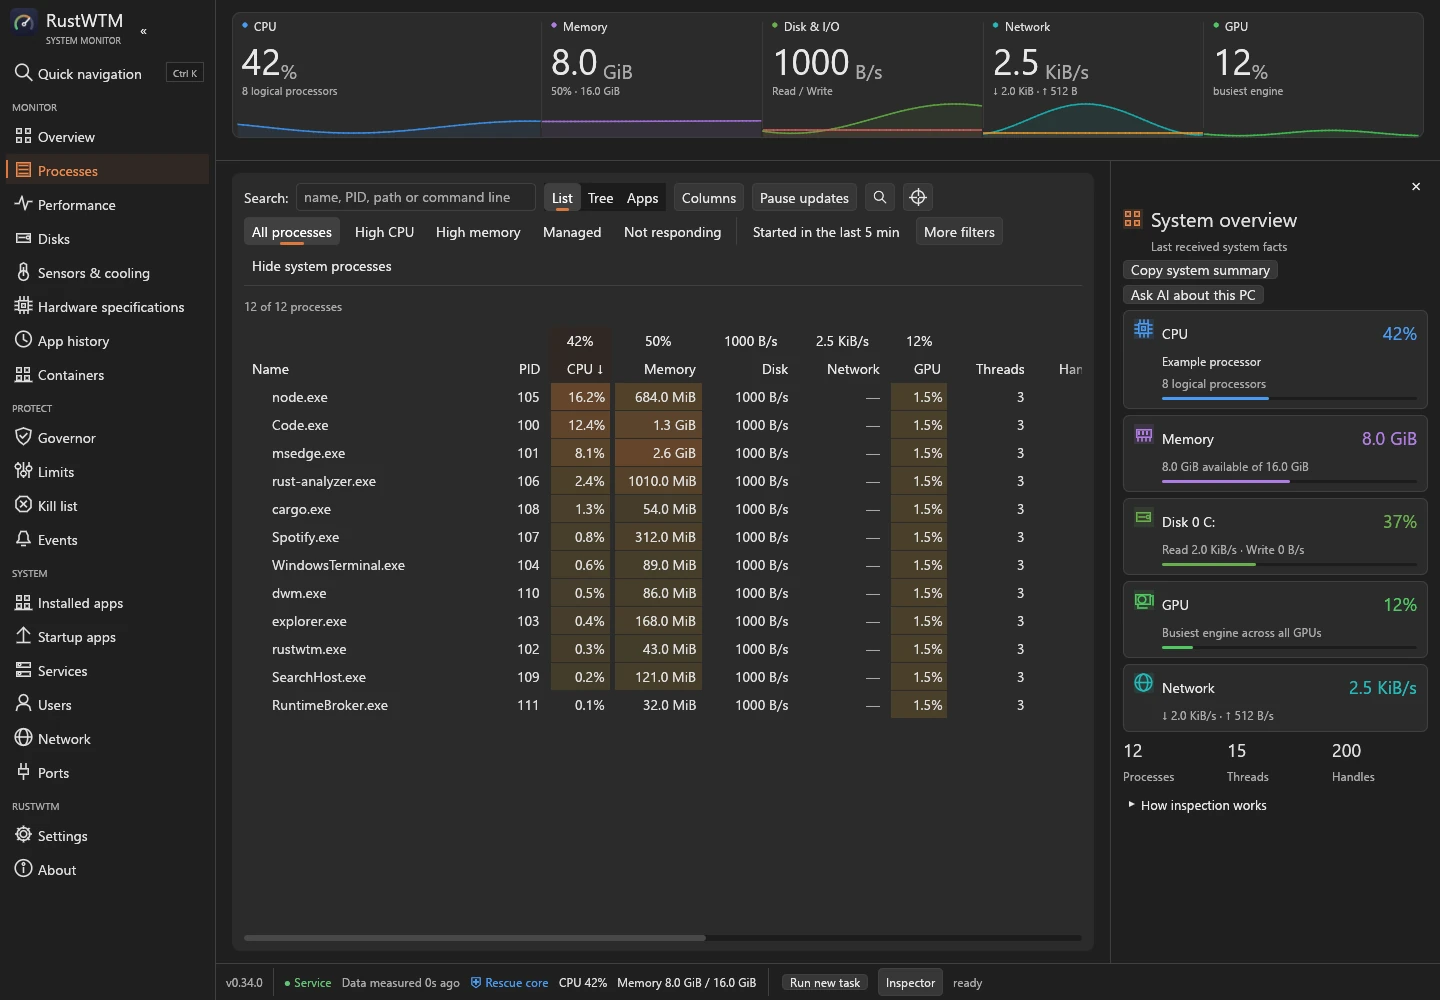 RustWTM
SYSTEM MONITOR
«
Quick navigation Ctrl K
MONITOR
Overview
Processes
Performance
Disks
Sensors & cooling
Hardware specifications
App history
Containers
PROTECT
Governor
Limits
Kill list
Events
SYSTEM
Installed apps
Startup apps
Services
Users
Network
Ports
RUSTWTM
Settings
About
CPU
42%
8 logical processors
Memory
8.0 GiB
50% · 16.0 GiB
Disk & I/O
1000 B/s
Read / Write
Network
2.5 KiB/s
↓ 2.0 KiB/s · ↑ 512 B
GPU
12%
busiest engine
Search: name, PID, path or command line List Tree Apps Columns Pause updates
All processes High CPU High memory Managed Not responding Started in the last 5 min More filters
Hide system processes
12 of 12 processes
42% 50% 1000 B/s 2.5 KiB/s 12%
Name PID CPU ↓ Memory Disk Network GPU Threads Han
node.exe 105 16.2% 684.0 MiB 1000 B/s — 1.5% 3
Code.exe 100 12.4% 1.3 GiB 1000 B/s — 1.5% 3
msedge.exe 101 8.1% 2.6 GiB 1000 B/s — 1.5% 3
rust-analyzer.exe 106 2.4% 1010.0 MiB 1000 B/s — 1.5% 3
cargo.exe 108 1.3% 54.0 MiB 1000 B/s — 1.5% 3
Spotify.exe 107 0.8% 312.0 MiB 1000 B/s — 1.5% 3
WindowsTerminal.exe 104 0.6% 89.0 MiB 1000 B/s — 1.5% 3
dwm.exe 110 0.5% 86.0 MiB 1000 B/s — 1.5% 3
explorer.exe 103 0.4% 168.0 MiB 1000 B/s — 1.5% 3
rustwtm.exe 102 0.3% 43.0 MiB 1000 B/s — 1.5% 3
SearchHost.exe 109 0.2% 121.0 MiB 1000 B/s — 1.5% 3
RuntimeBroker.exe 111 0.1% 32.0 MiB 1000 B/s — 1.5% 3
System overview
Last received system facts
Copy system summary
Ask AI about this PC
CPU 42%
Example processor
8 logical processors
Memory 8.0 GiB
8.0 GiB available of 16.0 GiB
Disk 0 C: 37%
Read 2.0 KiB/s · Write 0 B/s
GPU 12%
Busiest engine across all GPUs
Network 2.5 KiB/s
↓ 2.0 KiB/s · ↑ 512 B/s
12 15 200
Processes Threads Handles
How inspection works
v0.34.0 Service Data measured 0s ago Rescue core CPU 42% Memory 8.0 GiB / 16.0 GiB Run new task Inspector ready